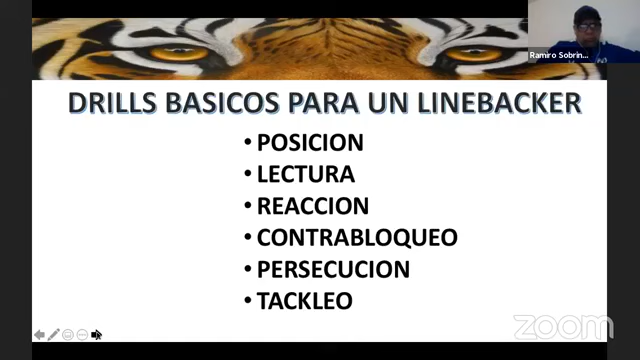 Ramiro Sobrin...
DRILLS BASICOS PARA UN LINEBACKER
• POSICION
• LECTURA
• REACCION
• CONTRABLOQUEO
• PERSECUCION
• TACKLEO
zoom